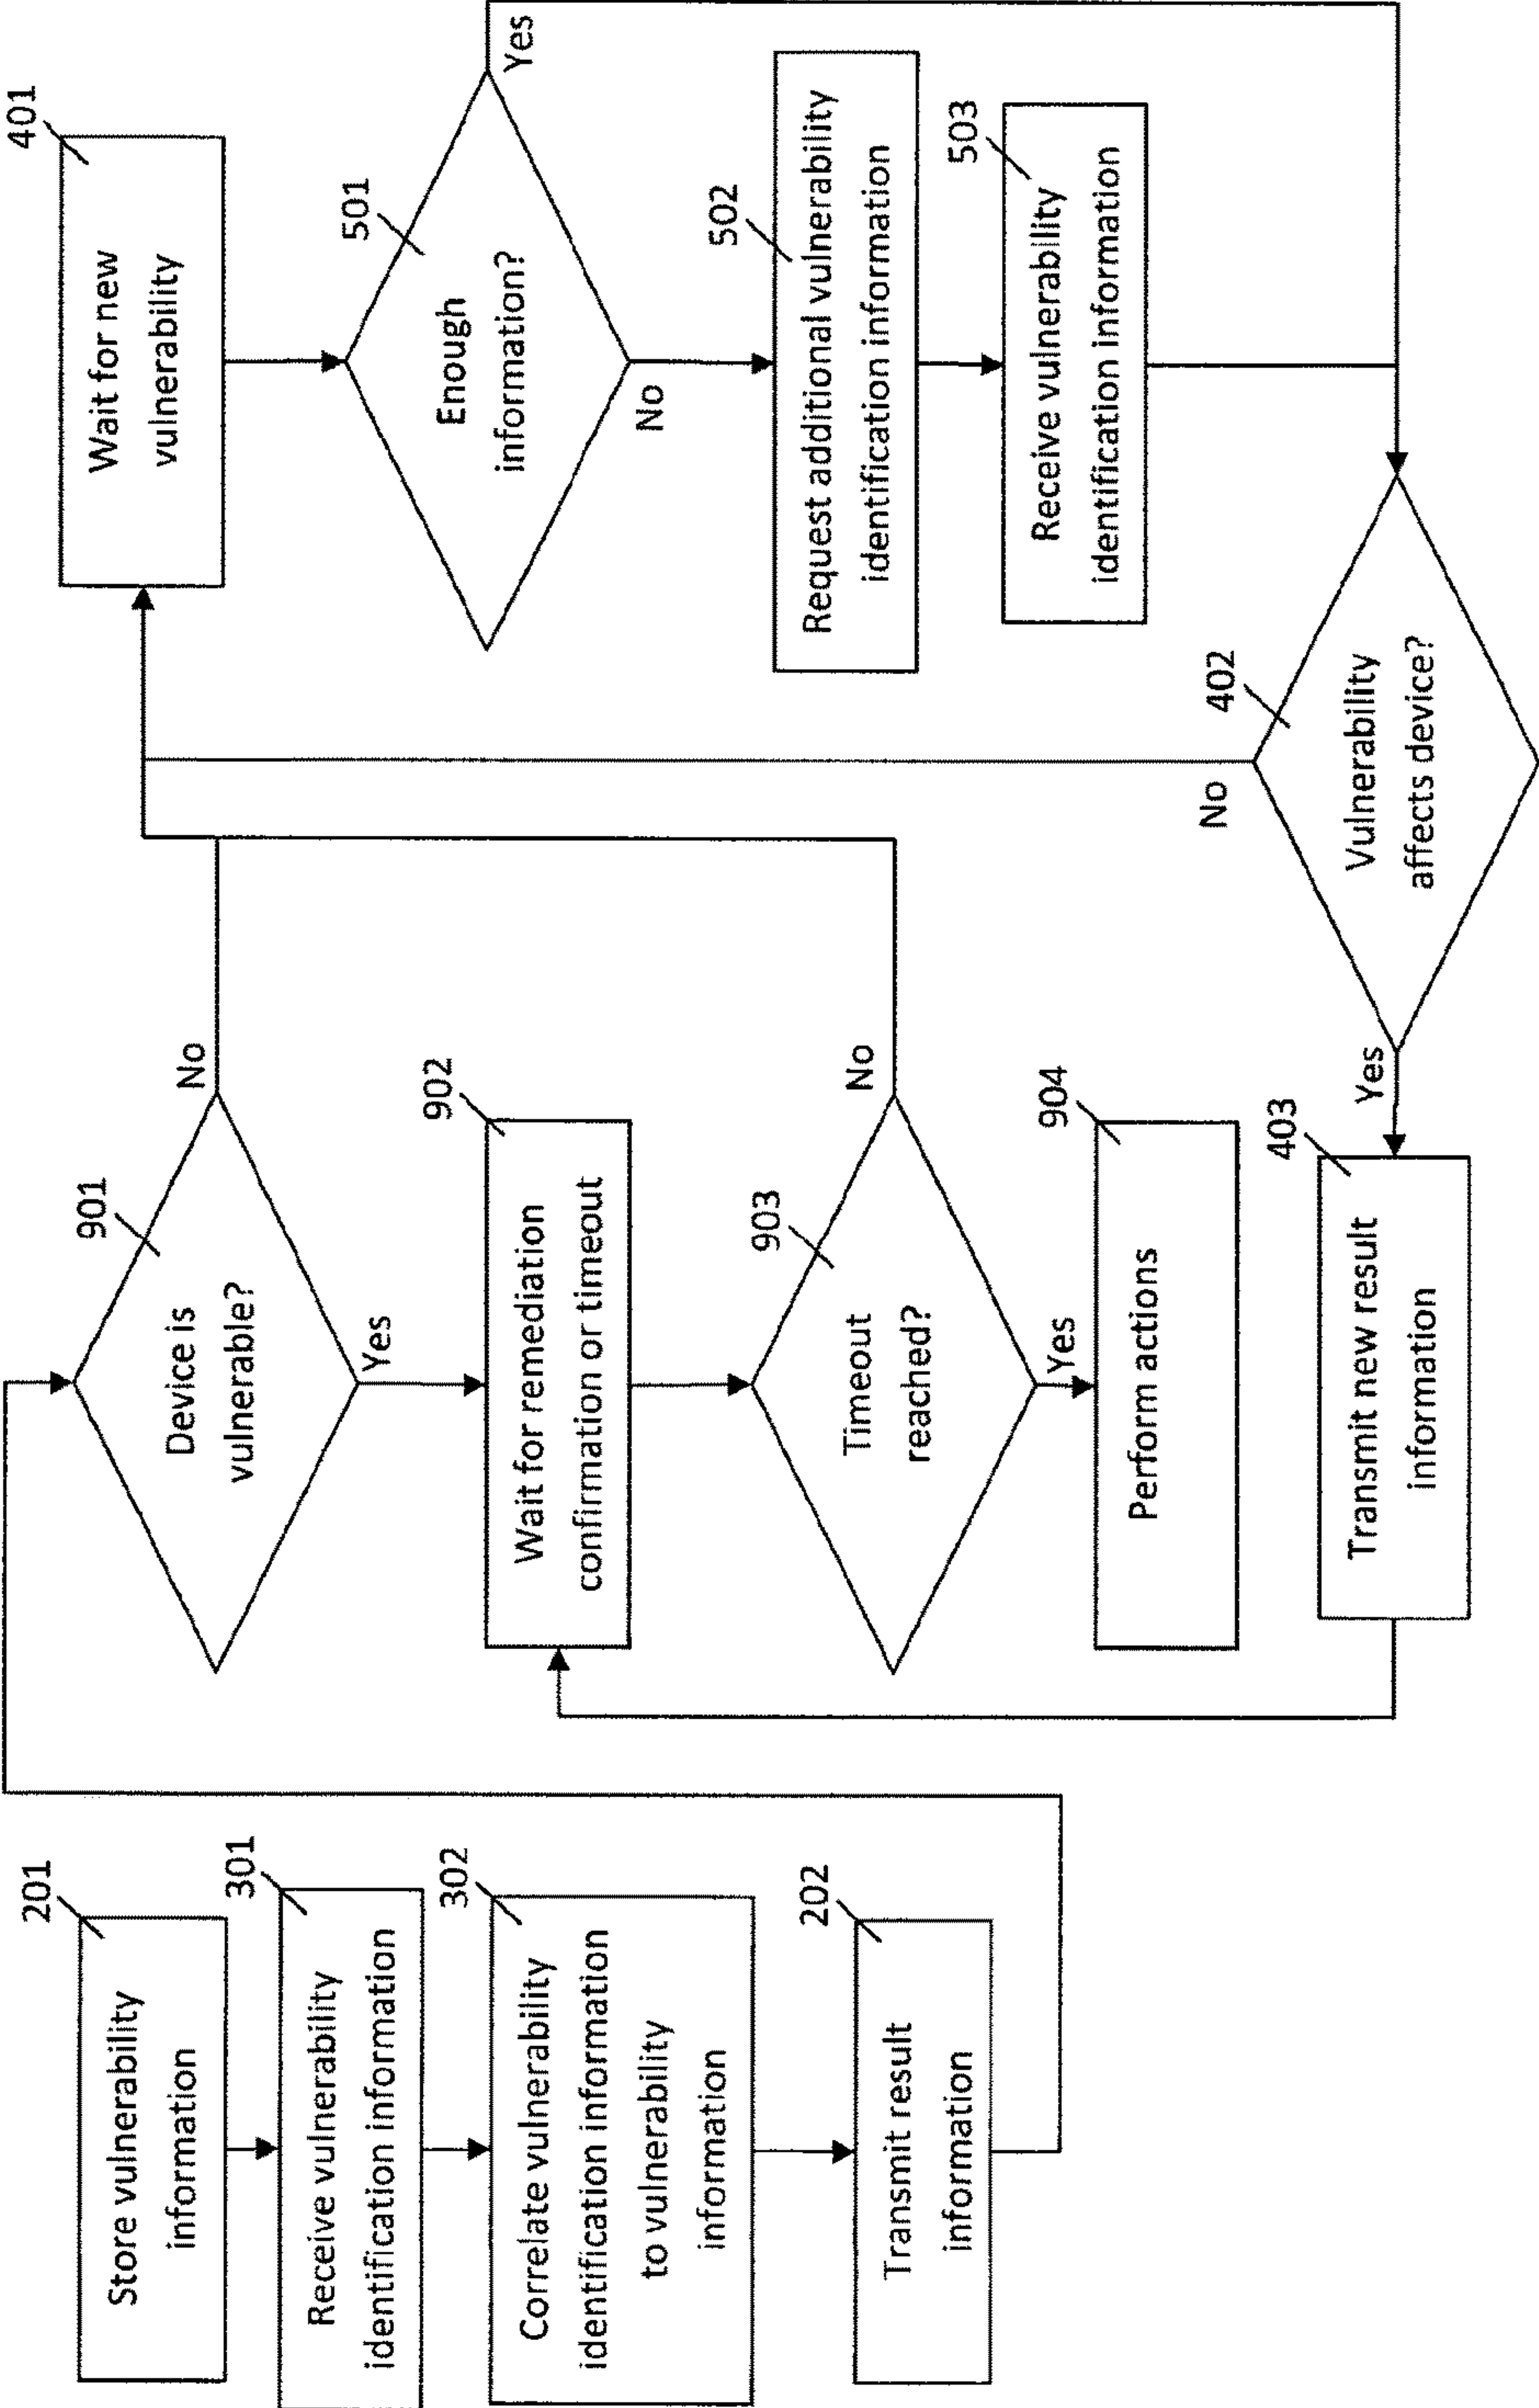 201
Store vulnerability
information
301
Receive vulnerability
identification information
302
Correlate vulnerability
identification information
to vulnerability
information
202
Transmit result
information
901
Device is
vulnerable?
No
Yes
902
Wait for remediation
confirmation or timeout
903
Timeout
reached?
No
Yes
904
Perform actions
403
Transmit new result
information
401
Wait for new
vulnerability
501
Enough
information?
Yes
No
502
Request additional vulnerability
identification information
503
Receive vulnerability
identification information
402
Vulnerability
affects device?
No
Yes